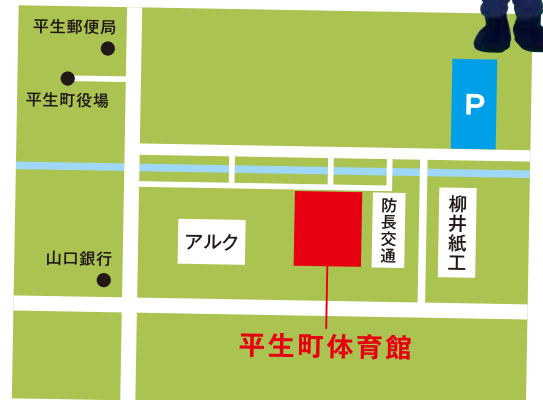 平生郵便局
平生町役場
P
アルク
防長交通
柳井紙工
山口銀行
平生町体育館